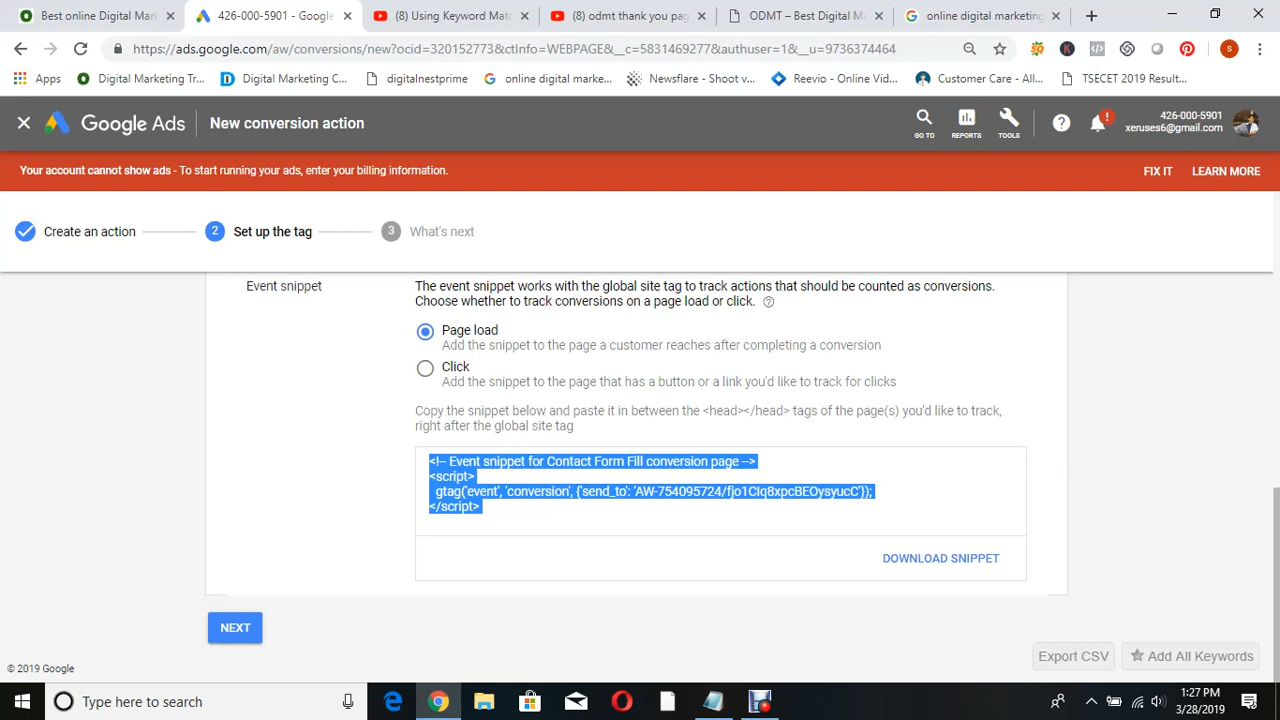 Best online Digital Mark
426-000-5901 - Google
(8) Using Keyword Matc
(8) odmt thank you pag
ODMT – Best Digital M
online digital marketing
https://ads.google.com/aw/conversions/new?ocid=320152773&ctInfo=WEBPAGE&__c=5831469277&authuser=1&__u=9736374464
Apps
Digital Marketing Tr...
Digital Marketing C...
digitalnestprime
online digital marke...
Newsflare - Shoot v...
Reevio - Online Vid...
Customer Care - Al...
TSECET 2019 Result...
Google Ads
New conversion action
GO TO
REPORTS
TOOLS
426-000-5901
xeruses6@gmail.com
Your account cannot show ads - To start running your ads, enter your billing information.
FIX IT
LEARN MORE
Create an action
2 Set up the tag
3 What's next
Event snippet
The event snippet works with the global site tag to track actions that should be counted as conversions.
Choose whether to track conversions on a page load or click.
Page load
Add the snippet to the page a customer reaches after completing a conversion
Click
Add the snippet to the page that has a button or a link you'd like to track for clicks
Copy the snippet below and paste it in between the <head></head> tags of the page(s) you'd like to track,
right after the global site tag
<!-- Event snippet for Contact Form Fill conversion page -->
<script>
gtag('event', 'conversion', {'send_to': 'AW-754095724/fjo1CIq8xpcBEOysyucC'});
</script>
DOWNLOAD SNIPPET
NEXT
Export CSV
Add All Keywords
© 2019 Google
Type here to search
1:27 PM
3/28/2019